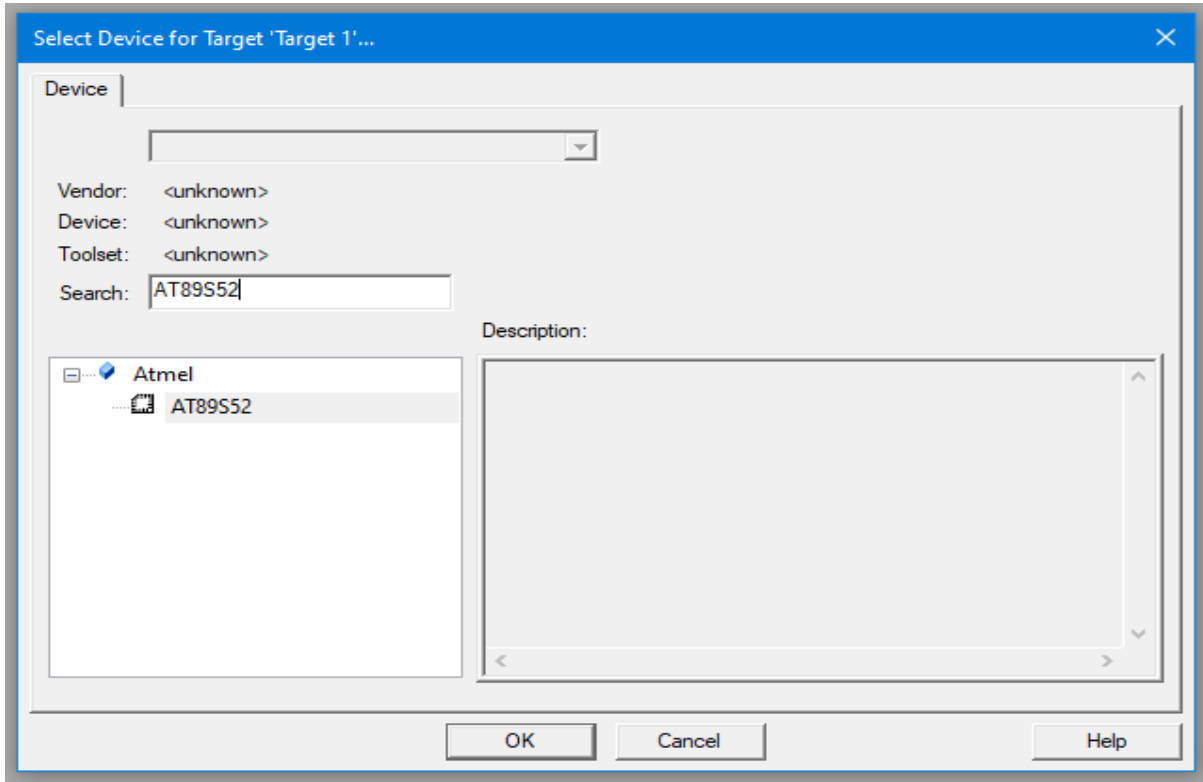 Select Device for Target 'Target 1'...
Device
Vendor: <unknown>
Device: <unknown>
Toolset: <unknown>
Search: AT89S52
Description:
Atmel
AT89S52
OK Cancel Help